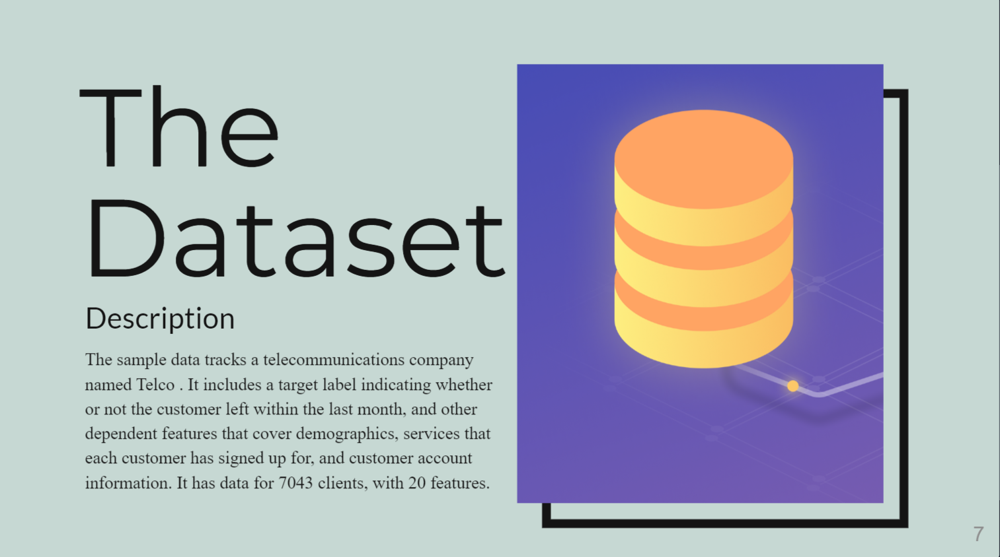 The
Dataset
Description
The sample data tracks a telecommunications company
named Telco . It includes a target label indicating whether
or not the customer left within the last month, and other
dependent features that cover demographics, services that
each customer has signed up for, and customer account
information. It has data for 7043 clients, with 20 features.
7